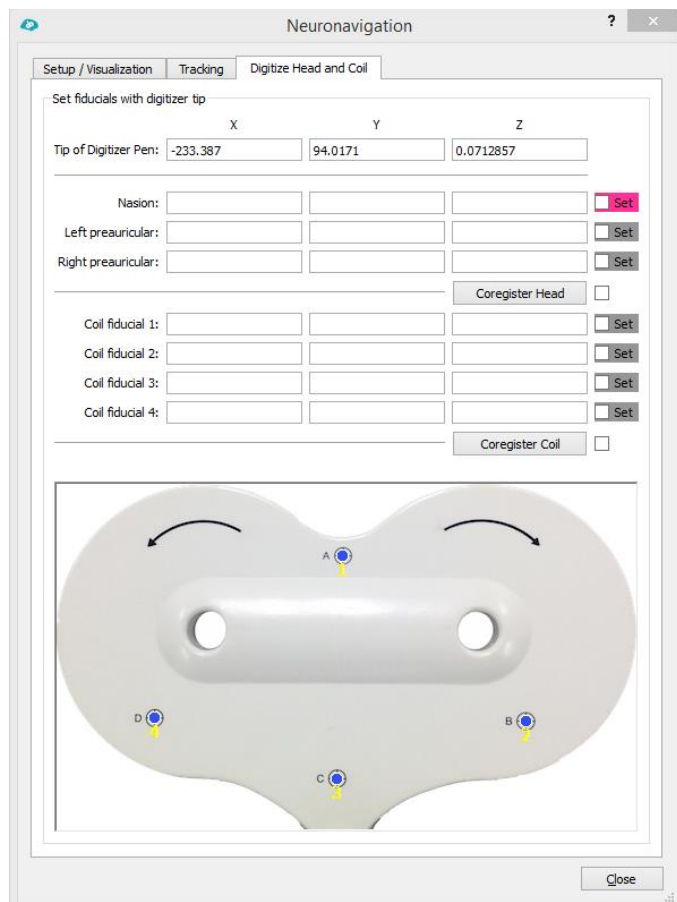 Neuronavigation
? ×
Setup / Visualization Tracking Digitize Head and Coil
Set fiducials with digitizer tip
X Y Z
Tip of Digitizer Pen: -233.387 94.0171 0.0712857
Nasion: Set
Left preauricular: Set
Right preauricular: Set
Coregister Head
Coil fiducial 1: Set
Coil fiducial 2: Set
Coil fiducial 3: Set
Coil fiducial 4: Set
Coregister Coil
A
1
D B
4 2
C
3
Close